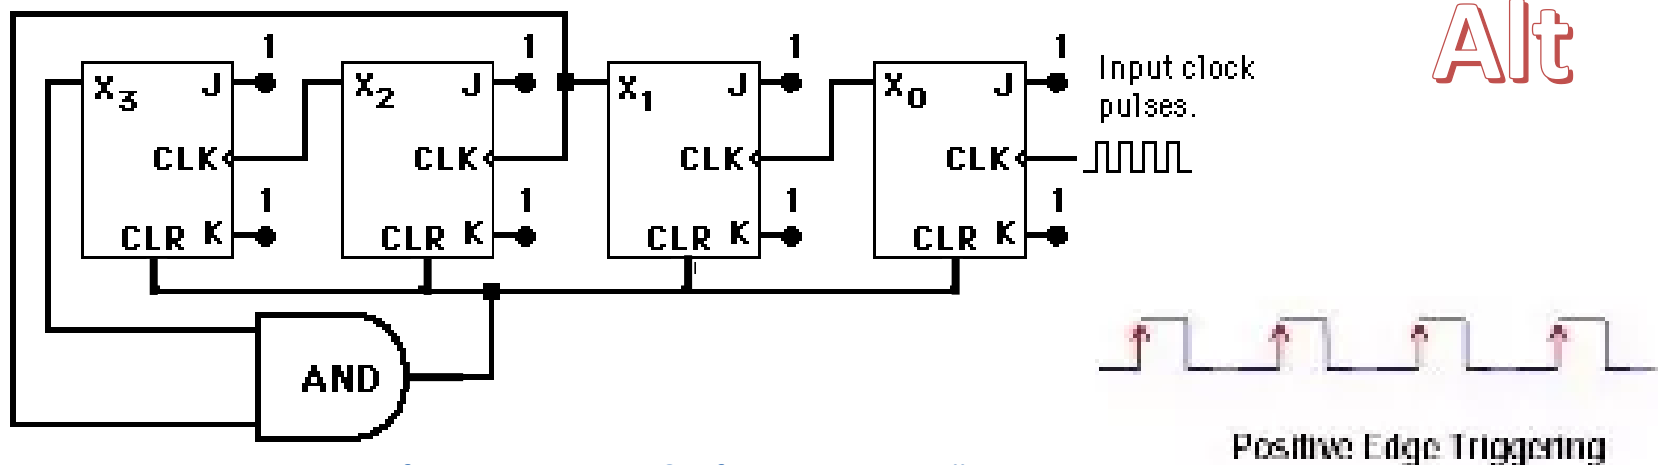 Alt
1 1 1 1
Input clock
pulses.
X3 J X2 J X1 J X0 J
CLK CLK CLK CLK
1 1 1 1
CLR K CLR K CLR K CLR K
AND
Positive Edge Triggering